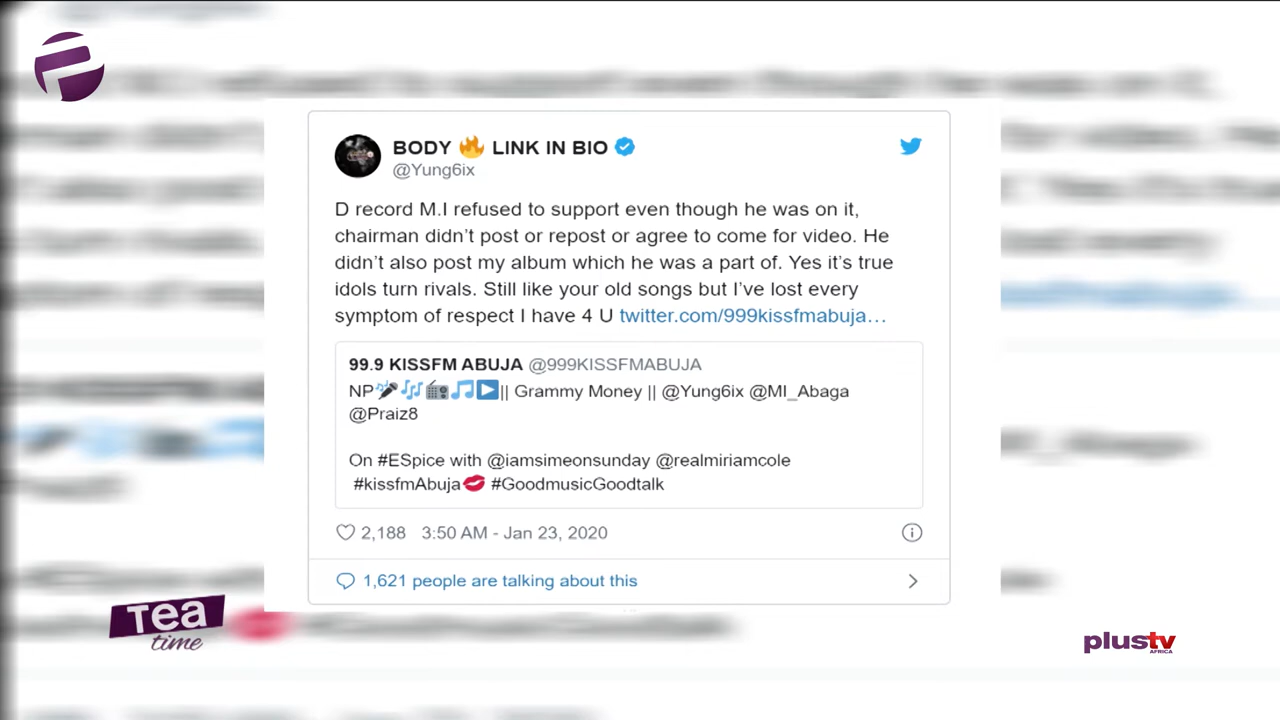 BODY 🔥 LINK IN BIO
@Yung6ix
D record M.I refused to support even though he was on it,
chairman didn't post or repost or agree to come for video. He
didn't also post my album which he was a part of. Yes it's true
idols turn rivals. Still like your old songs but I've lost every
symptom of respect I have 4 U twitter.com/999kissfmabuja…
99.9 KISSFM ABUJA @999KISSFMABUJA
NP🎤🎶📻🎵▶️|| Grammy Money || @Yung6ix @MI_Abaga
@Praiz8
On #ESpice with @iamsimeonsunday @realmiriamcole
#kissfmAbuja💋 #GoodmusicGoodtalk
2,188 3:50 AM - Jan 23, 2020
1,621 people are talking about this
Tea
time
plustv
AFRICA